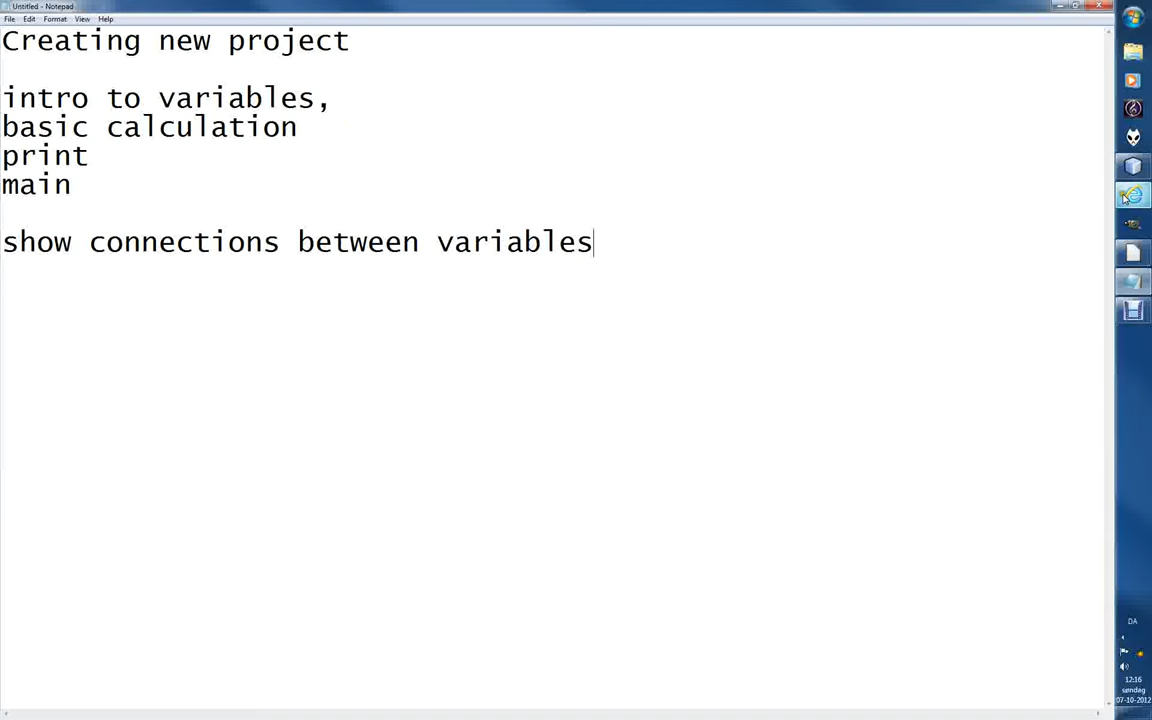 Untitled - Notepad
File Edit Format View Help
Creating new project
intro to variables,
basic calculation
print
main
show connections between variables
DA
12:16
søndag
07-10-2012